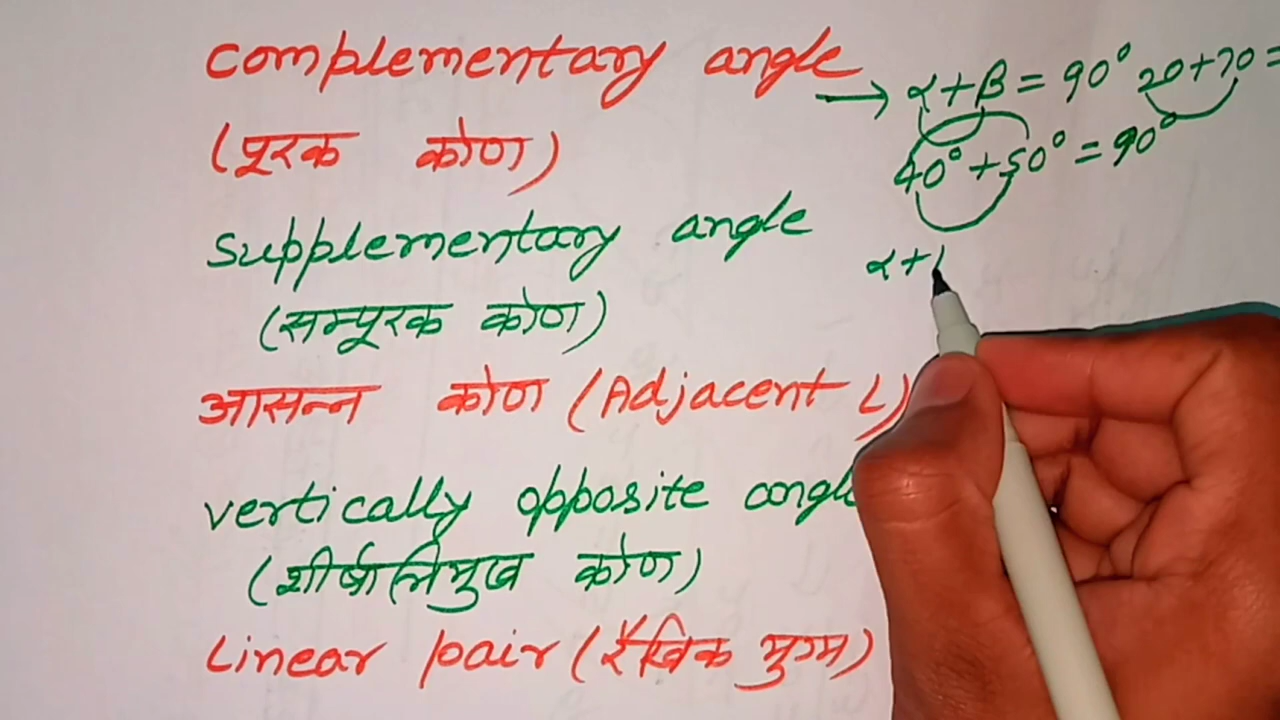 Complementary angle
→ α+β = 90° 20+70=
(पूरक कोण)
40°+50°=90°
Supplementary angle
α+
(सम्पूरक कोण)
आसन्न कोण (Adjacent ∠)
vertically opposite angle
(शीर्षाभिमुख कोण)
Linear pair (रैखिक युग्म)